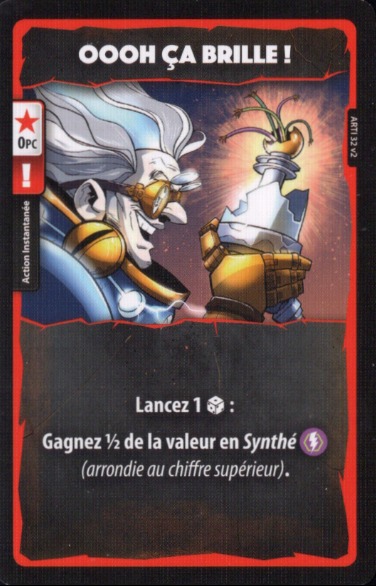 OOOH ÇA BRILLE !
0PC
!
Action Instantanée
ARTI 32 v2
Lancez 1 :
Gagnez ½ de la valeur en Synthé
(arrondie au chiffre supérieur).